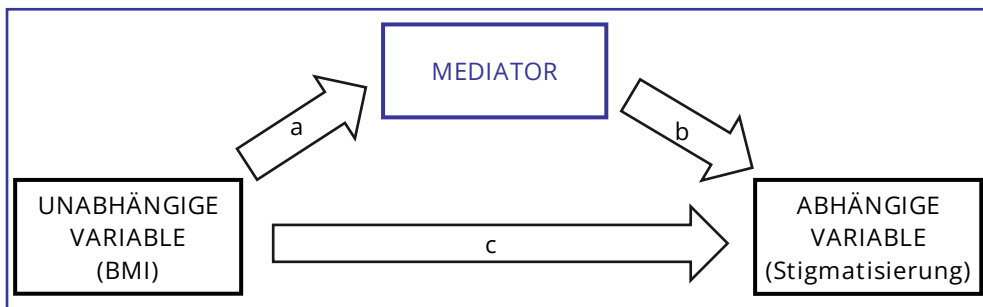 MEDIATOR
a
b
UNABHÄNGIGE
VARIABLE
(BMI)
c
ABHÄNGIGE
VARIABLE
(Stigmatisierung)